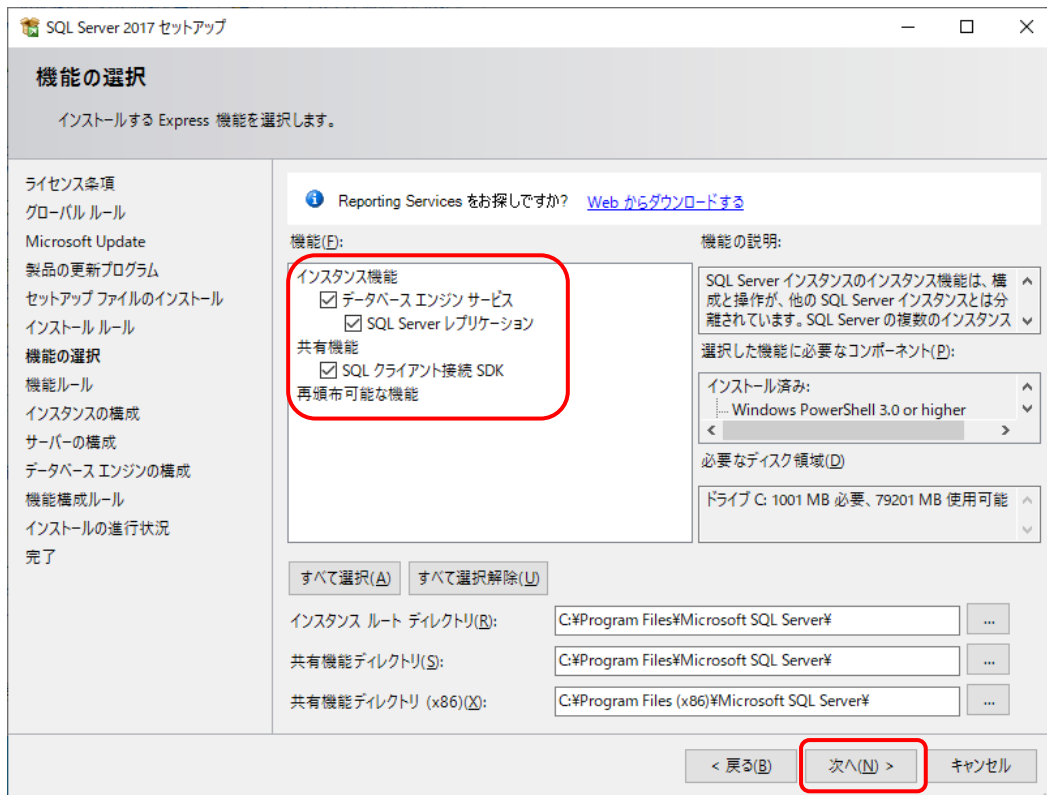 SQL Server 2017 セットアップ
機能の選択
インストールする Express 機能を選択します。
ライセンス条項
グローバル ルール
Microsoft Update
製品の更新プログラム
セットアップ ファイルのインストール
インストール ルール
機能の選択
機能ルール
インスタンスの構成
サーバーの構成
データベース エンジンの構成
機能構成ルール
インストールの進行状況
完了
Reporting Services をお探しですか? Web からダウンロードする
機能(F):
インスタンス機能
データベース エンジン サービス
SQL Server レプリケーション
共有機能
SQL クライアント接続 SDK
再頒布可能な機能
機能の説明:
SQL Server インスタンスのインスタンス機能は、構
成と操作が、他の SQL Server インスタンスとは分
離されています。SQL Server の複数のインスタンス
選択した機能に必要なコンポーネント(P):
インストール済み:
Windows PowerShell 3.0 or higher
必要なディスク領域(D)
ドライブ C: 1001 MB 必要、79201 MB 使用可能
すべて選択(A) すべて選択解除(U)
インスタンス ルート ディレクトリ(R): C:¥Program Files¥Microsoft SQL Server¥ ...
共有機能ディレクトリ(S): C:¥Program Files¥Microsoft SQL Server¥ ...
共有機能ディレクトリ (x86)(X): C:¥Program Files (x86)¥Microsoft SQL Server¥ ...
< 戻る(B) 次へ(N) > キャンセル